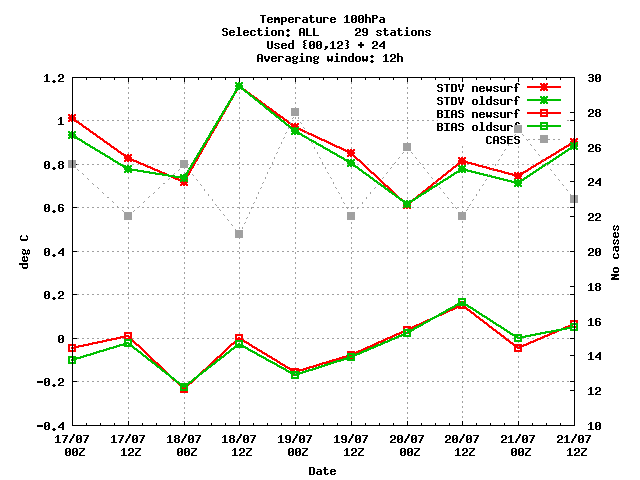 Temperature 100hPa
Selection: ALL     29 stations
Used {00,12} + 24
Averaging window: 12h
STDV newsurf
STDV oldsurf
BIAS newsurf
BIAS oldsurf
CASES
deg C
1.2
1
0.8
0.6
0.4
0.2
0
-0.2
-0.4
No cases
30
28
26
24
22
20
18
16
14
12
10
17/07 17/07 18/07 18/07 19/07 19/07 20/07 20/07 21/07 21/07
00Z 12Z 00Z 12Z 00Z 12Z 00Z 12Z 00Z 12Z
Date